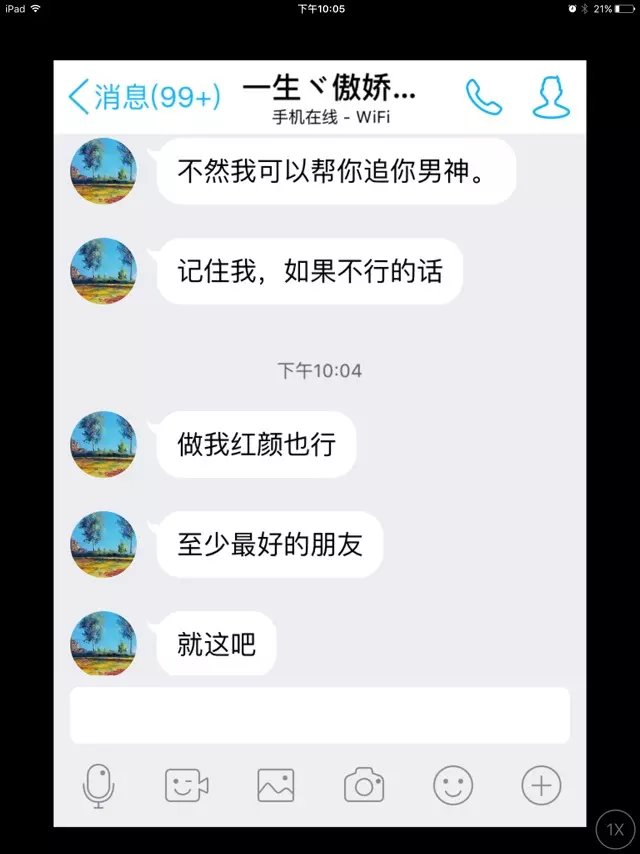 iPad 下午10:05 21%
消息(99+) 一生ヾ傲娇...
手机在线 - WiFi
不然我可以帮你追你男神。
记住我，如果不行的话
下午10:04
做我红颜也行
至少最好的朋友
就这吧
1X